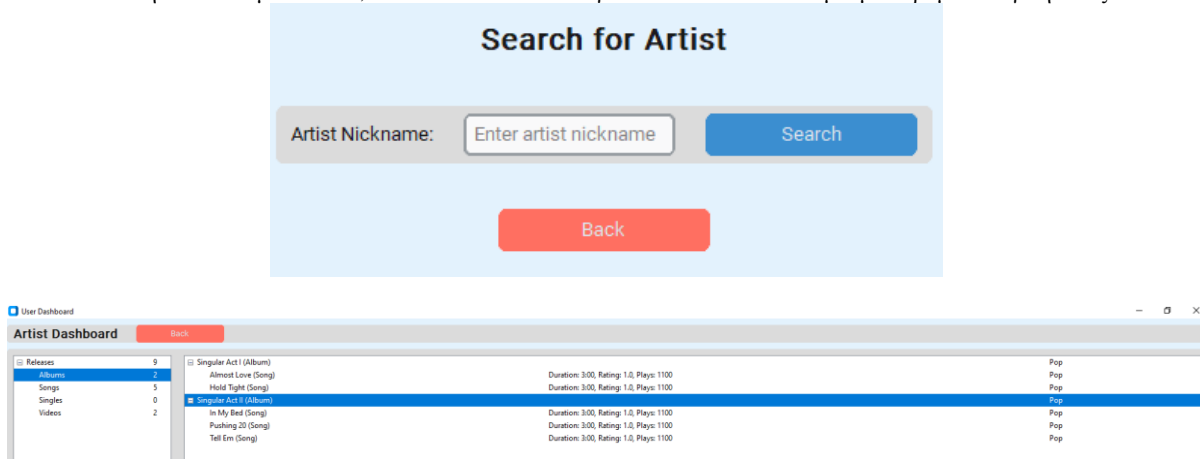 Search for Artist
Artist Nickname: Enter artist nickname Search
Back
User Dashboard
Artist Dashboard Back
Releases 9 Singular Act I (Album) Pop
Albums 2 Almost Love (Song) Duration: 3:00, Rating: 1.0, Plays: 1100 Pop
Songs 5 Hold Tight (Song) Duration: 3:00, Rating: 1.0, Plays: 1100 Pop
Singles 0 Singular Act II (Album) Pop
Videos 2 In My Bed (Song) Duration: 3:00, Rating: 1.0, Plays: 1100 Pop
Pushing 20 (Song) Duration: 3:00, Rating: 1.0, Plays: 1100 Pop
Tell Em (Song) Duration: 3:00, Rating: 1.0, Plays: 1100 Pop